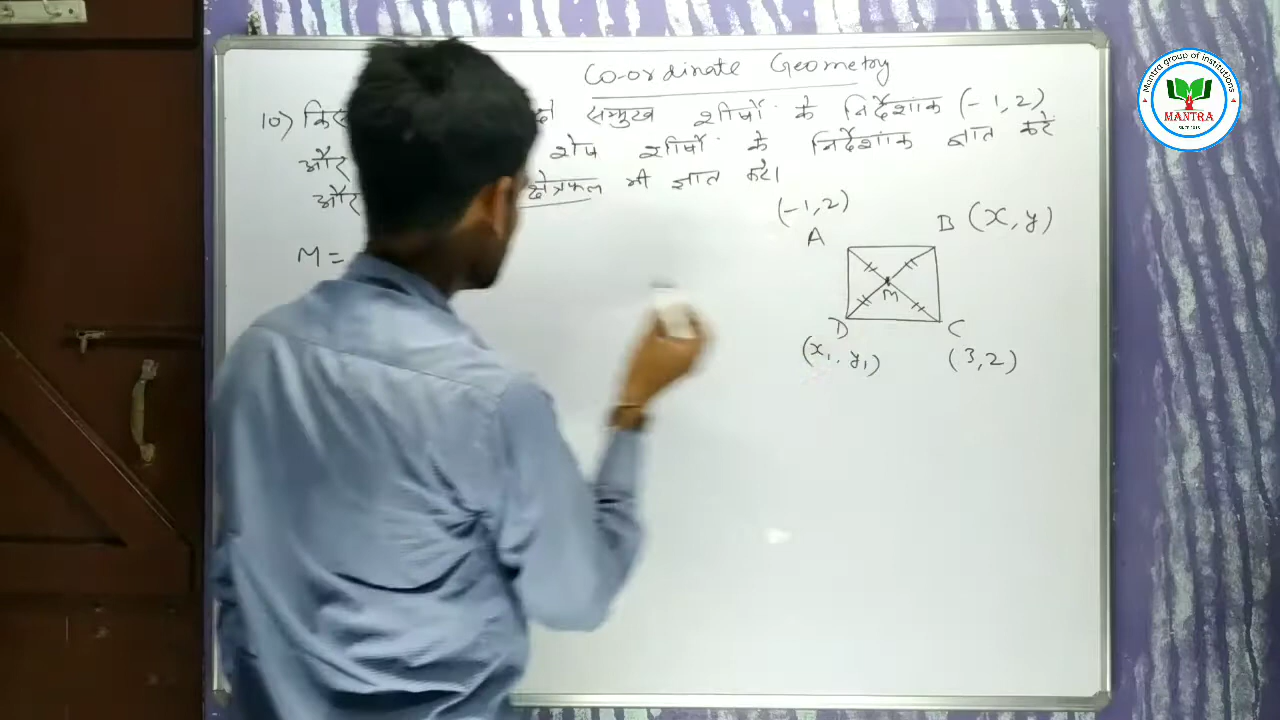 Co-ordinate Geometry
10) सम्मुख शीर्षों के निर्देशांक (-1,2)
और शेष शीर्षों के निर्देशांक ज्ञात करें
और क्षेत्रफल भी ज्ञात करें।
(-1,2)
A B (x, y)
M =
M
D C
(x₁, y₁) (3,2)
Mantra group of institutions
MANTRA